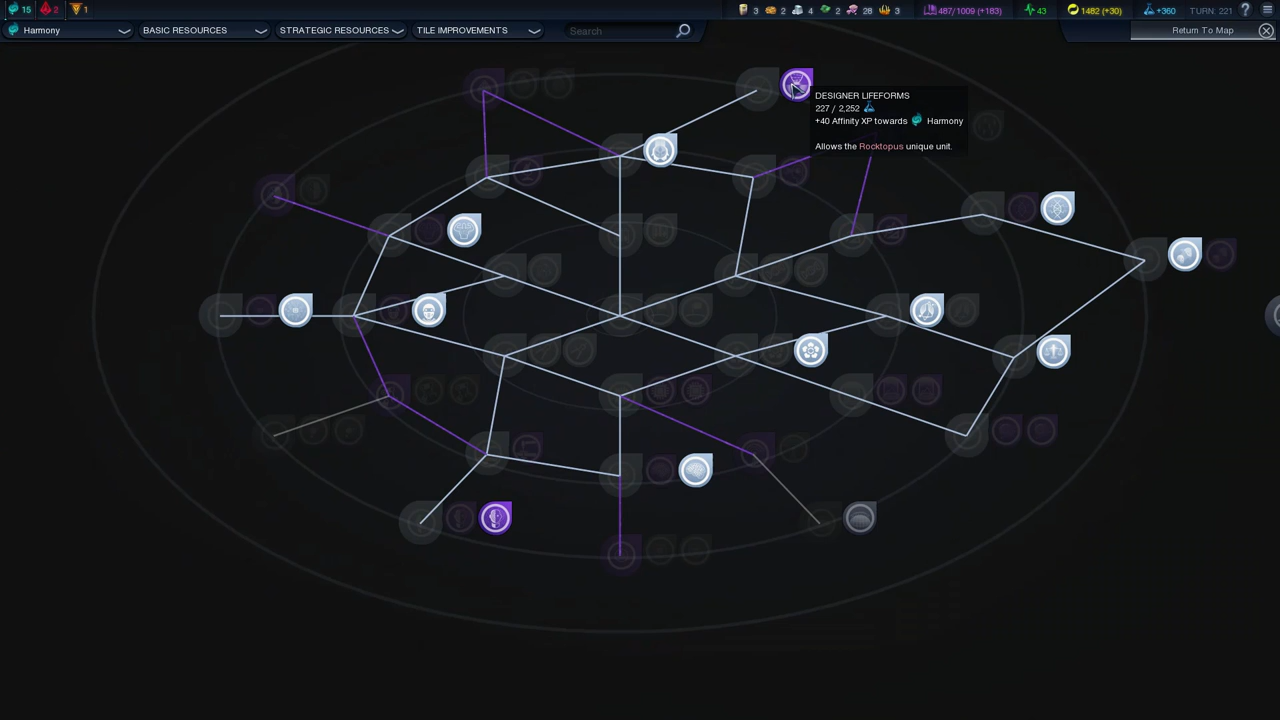 15 2 1 3 2 4 2 28 3 487/1009 (+183) 43 1482 (+30) +360 TURN: 221 ?
Harmony BASIC RESOURCES STRATEGIC RESOURCES TILE IMPROVEMENTS Search Return To Map
DESIGNER LIFEFORMS
227 / 2,252
+40 Affinity XP towards Harmony
Allows the Rocktopus unique unit.